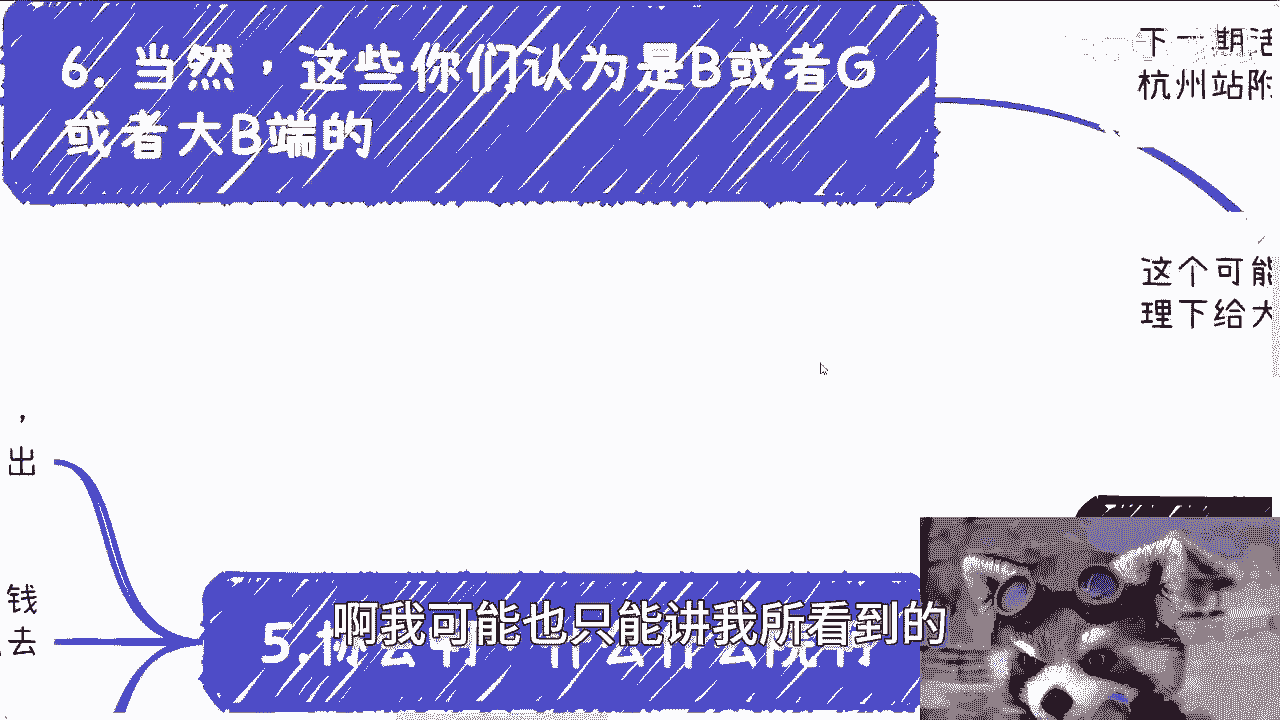 6. 当然，这些你们认为是B或者G
或者大B端的
下一期活
杭州站附
这个可能
理下给大
，
出
钱
去
啊我可能也只能讲我所看到的